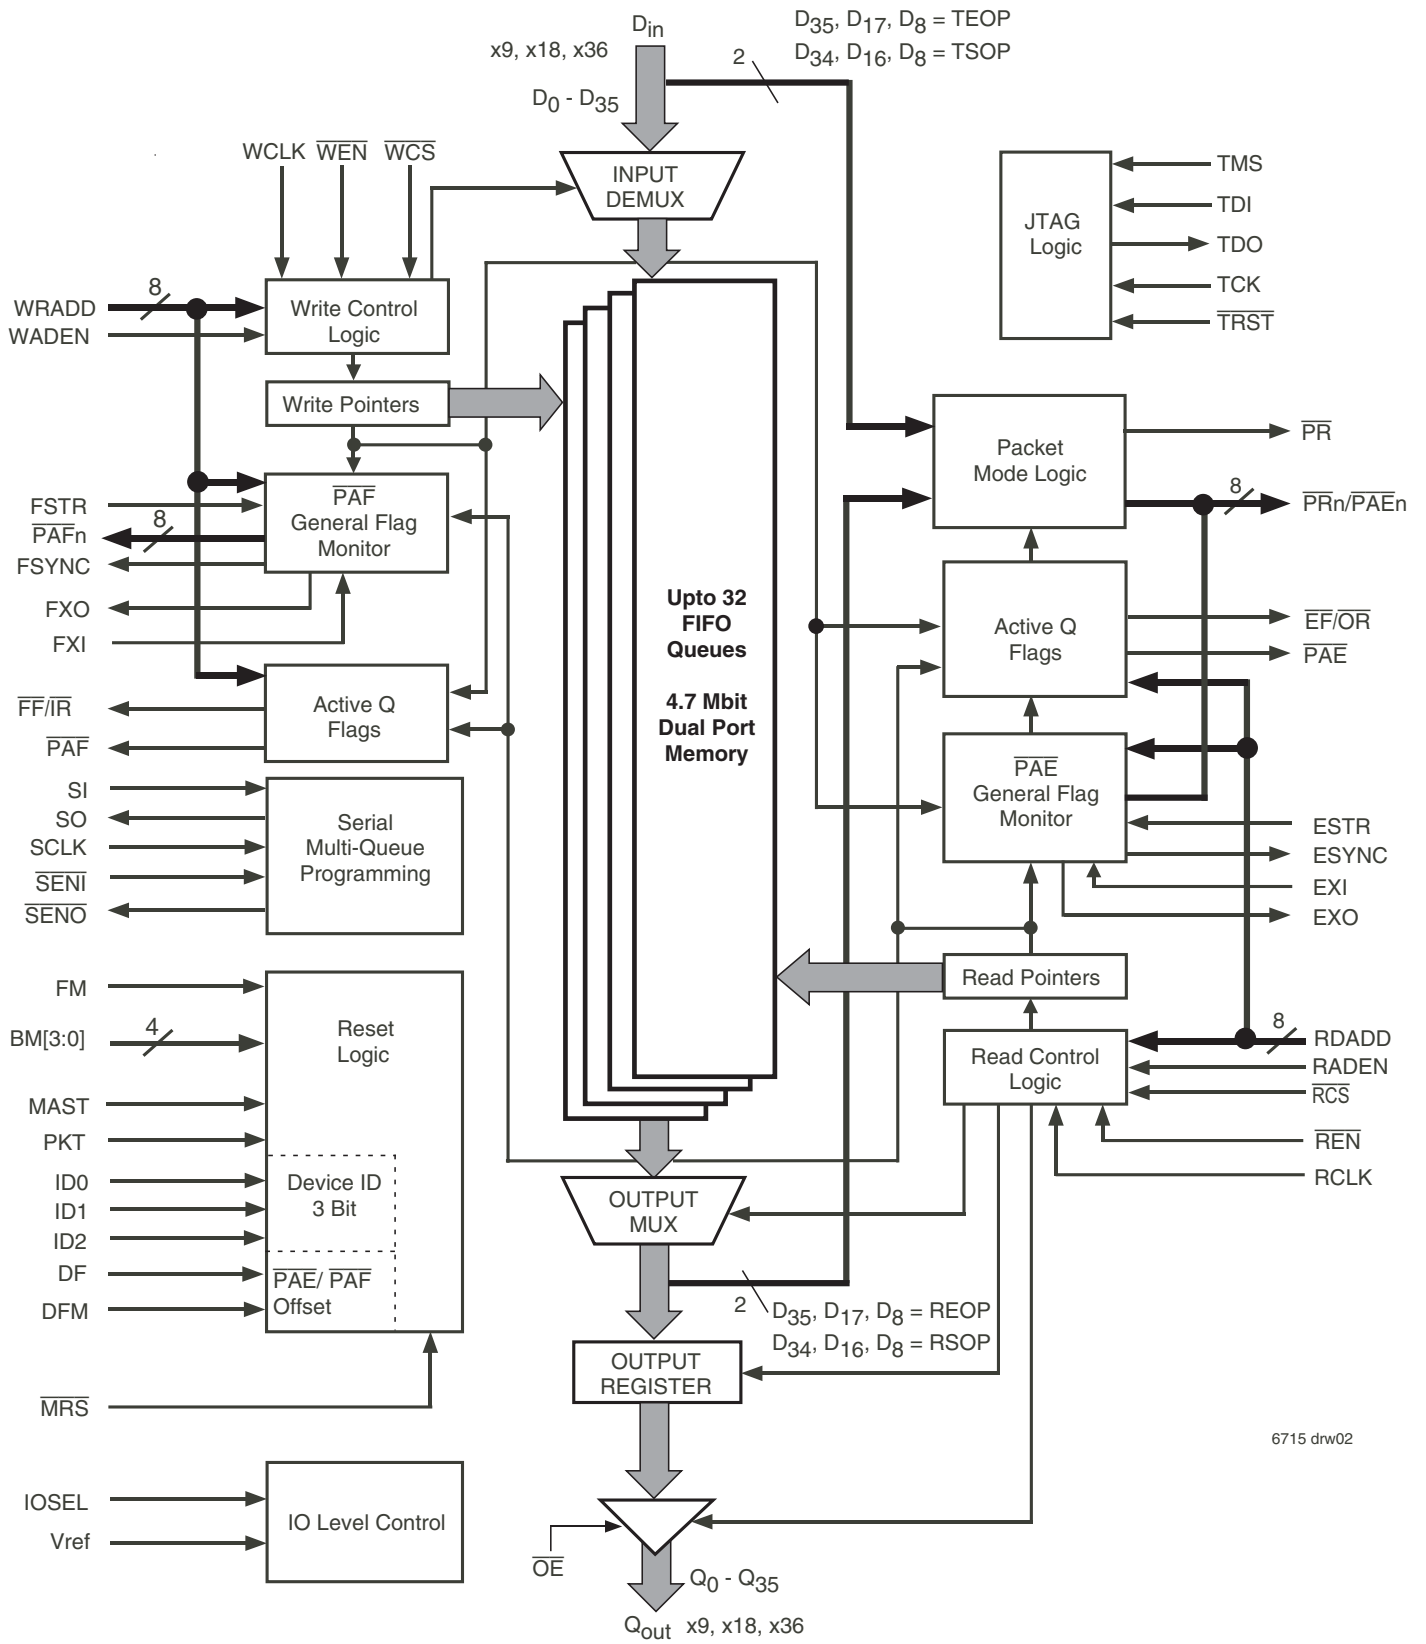 Din
x9, x18, x36
D0 - D35
2
D35, D17, D8 = TEOP
D34, D16, D8 = TSOP
WCLK
WEN
WCS
INPUT
DEMUX
JTAG
Logic
TMS
TDI
TDO
TCK
TRST
WRADD
8
WADEN
Write Control
Logic
Write Pointers
FSTR
PAFn
8
FSYNC
FXO
FXI
PAF
General Flag
Monitor
FF/IR
PAF
Active Q
Flags
SI
SO
SCLK
SENI
SENO
Serial
Multi-Queue
Programming
Upto 32
FIFO
Queues
4.7 Mbit
Dual Port
Memory
Packet
Mode Logic
PR
8
PRn/PAEn
Active Q
Flags
EF/OR
PAE
PAE
General Flag
Monitor
ESTR
ESYNC
EXI
EXO
Read Pointers
Read Control
Logic
8
RDADD
RADEN
RCS
REN
RCLK
FM
BM[3:0]
4
MAST
PKT
ID0
ID1
ID2
DF
DFM
MRS
Reset
Logic
Device ID
3 Bit
PAE/ PAF
Offset
OUTPUT
MUX
2
D35, D17, D8 = REOP
D34, D16, D8 = RSOP
OUTPUT
REGISTER
6715 drw02
IOSEL
Vref
IO Level Control
OE
Q0 - Q35
Qout x9, x18, x36